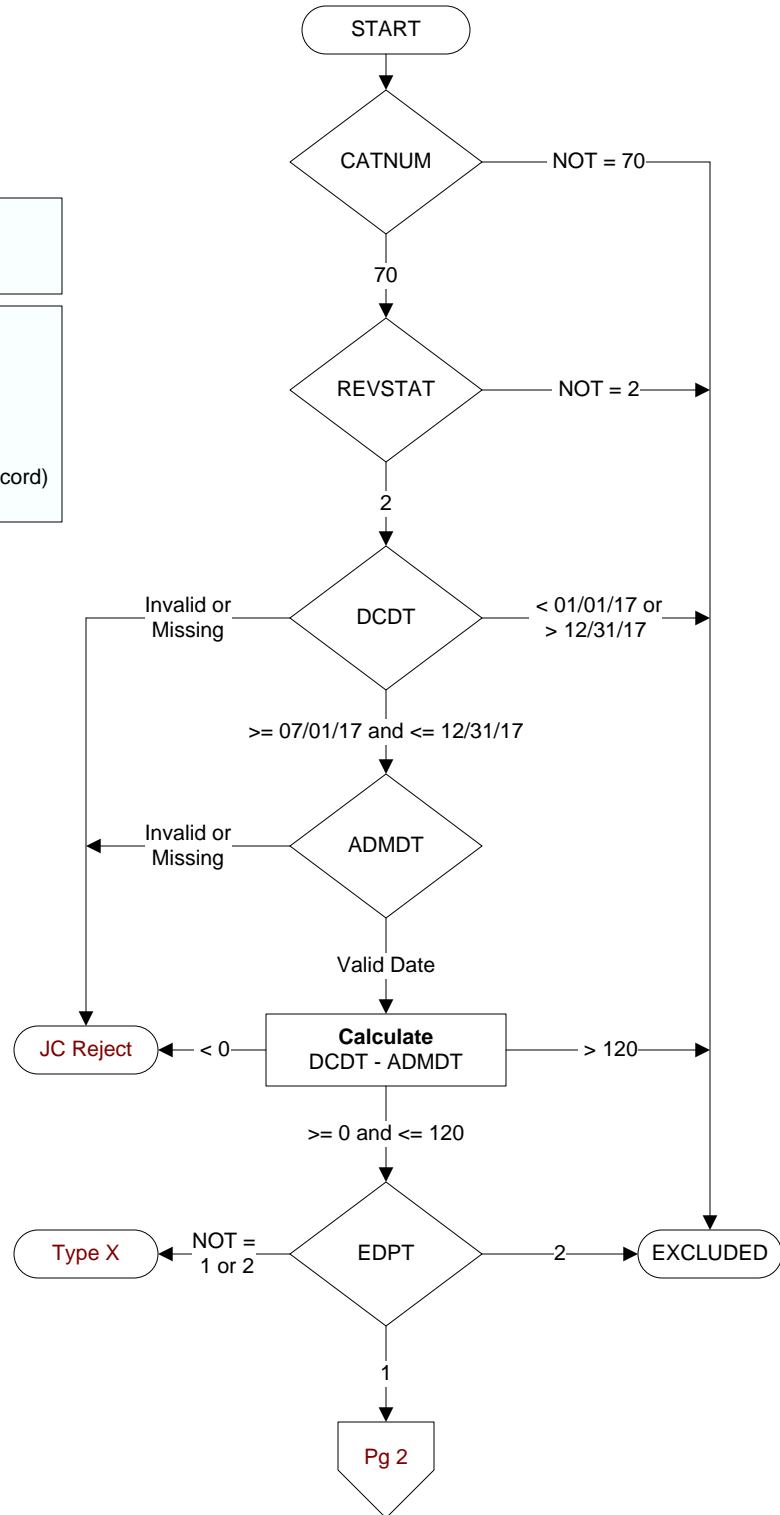 START
CATNUM
NOT = 70
70
REVSTAT
NOT = 2
cord)
2
Invalid or
Missing
DCDT
< 01/01/17 or
> 12/31/17
>= 07/01/17 and <= 12/31/17
Invalid or
Missing
ADMDT
Valid Date
JC Reject
< 0
Calculate
DCDT - ADMDT
> 120
>= 0 and <= 120
Type X
NOT =
1 or 2
EDPT
2
EXCLUDED
1
Pg 2